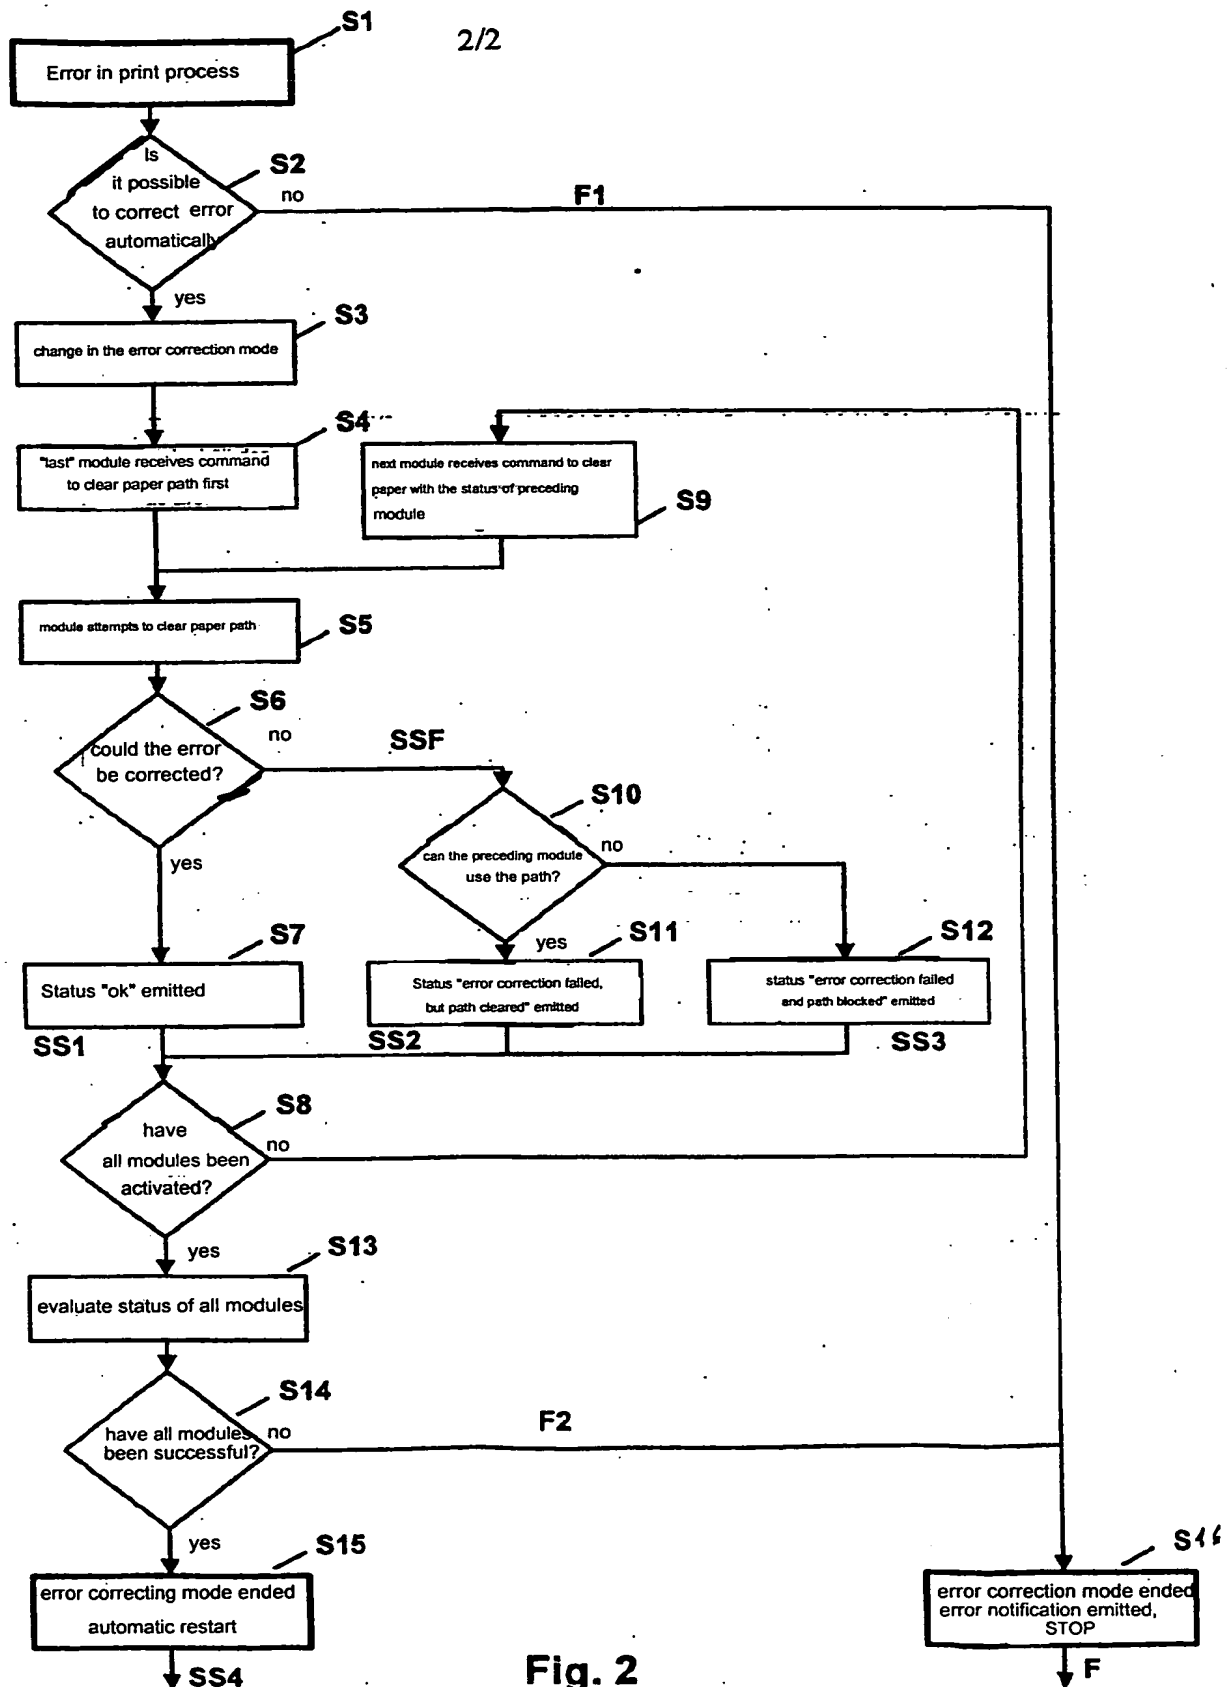 S1
2/2
Error in print process
Is
it possible
to correct error
automatically
S2
no
F1
yes
S3
change in the error correction mode
S4
"last" module receives command
to clear paper path first
next module receives command to clear
paper with the status of preceding
module
S9
module attempts to clear paper path
S5
S6
could the error
be corrected?
no
SSF
yes
S10
can the preceding module
use the path?
no
yes
S7
Status "ok" emitted
S11
Status "error correction failed,
but path cleared" emitted
S12
status "error correction failed
and path blocked" emitted
SS1
SS2
SS3
S8
have
all modules been
activated?
no
yes
S13
evaluate status of all modules
S14
have all modules
been successful?
no
F2
yes
S15
error correcting mode ended
automatic restart
S16
error correction mode ended
error notification emitted,
STOP
SS4
Fig. 2
F